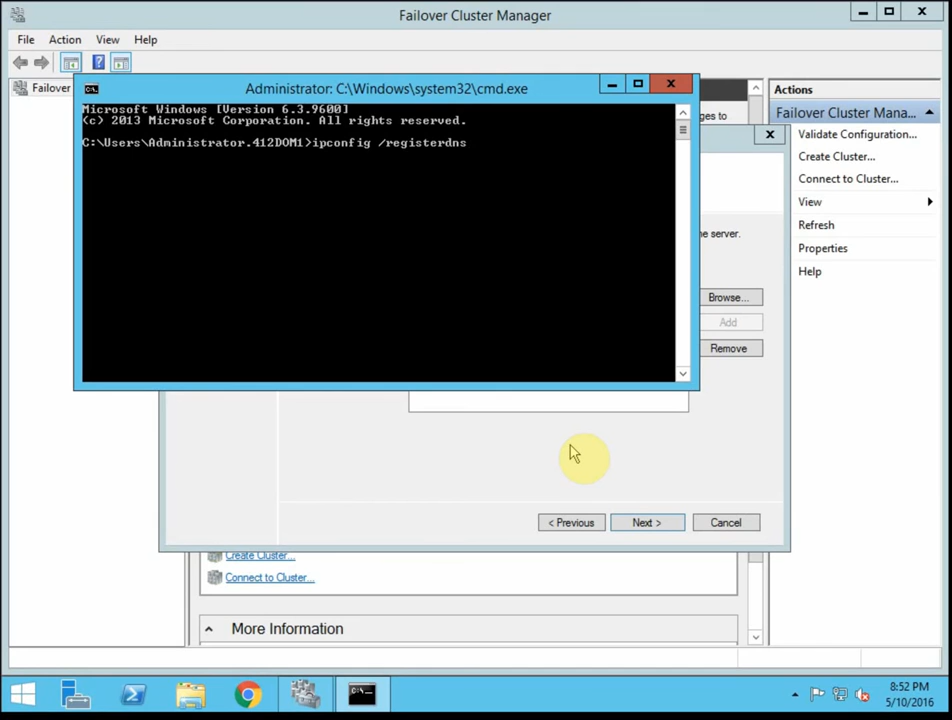 Failover Cluster Manager
File Action View Help
Failover
Administrator: C:\Windows\system32\cmd.exe
Microsoft Windows [Version 6.3.9600]
(c) 2013 Microsoft Corporation. All rights reserved.
C:\Users\Administrator.412DOM1>ipconfig /registerdns
ges to
he server.
Browse...
Add
Remove
< Previous
Next >
Cancel
Create Cluster...
Connect to Cluster...
More Information
Actions
Failover Cluster Mana...
Validate Configuration...
Create Cluster...
Connect to Cluster...
View
Refresh
Properties
Help
C:\.
8:52 PM
5/10/2016